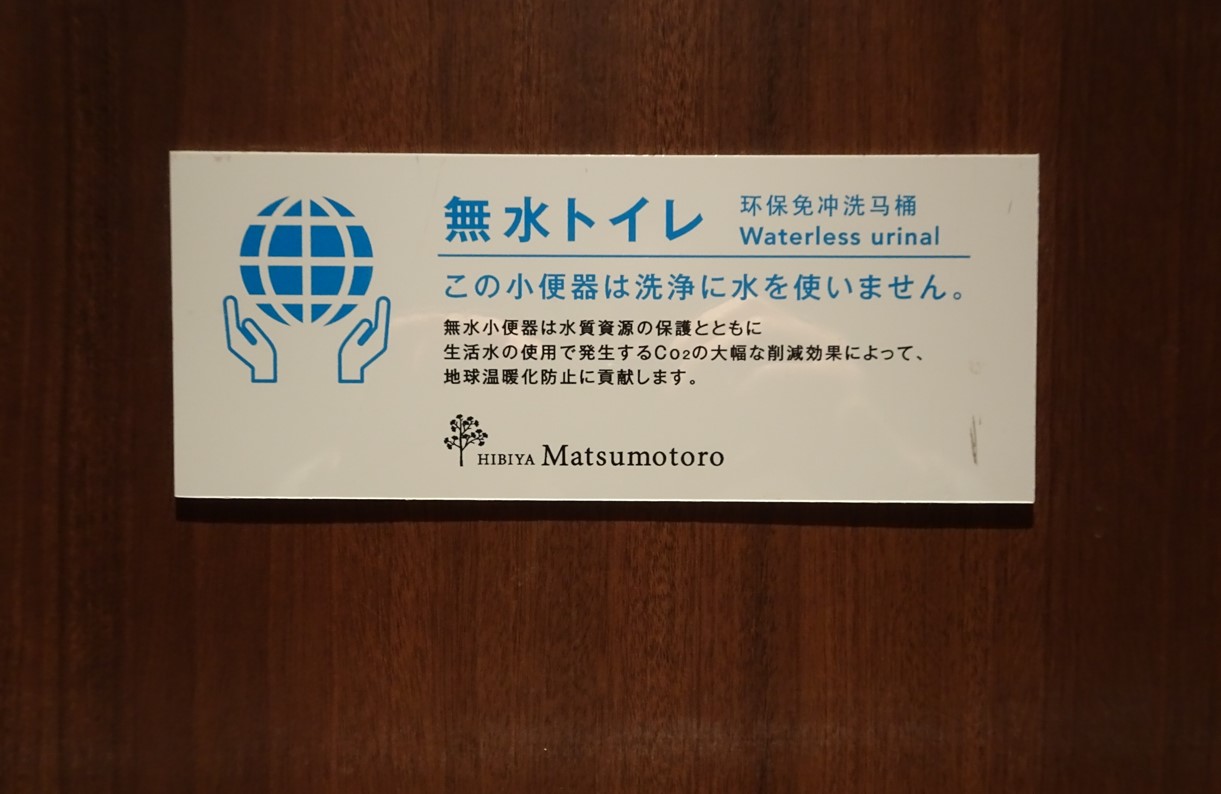 無水トイレ
环保免冲洗马桶
Waterless urinal
この小便器は洗浄に水を使いません。
無水小便器は水質資源の保護とともに
生活水の使用で発生するCo₂の大幅な削減効果によって、
地球温暖化防止に貢献します。
HIBIYA Matsumotoro